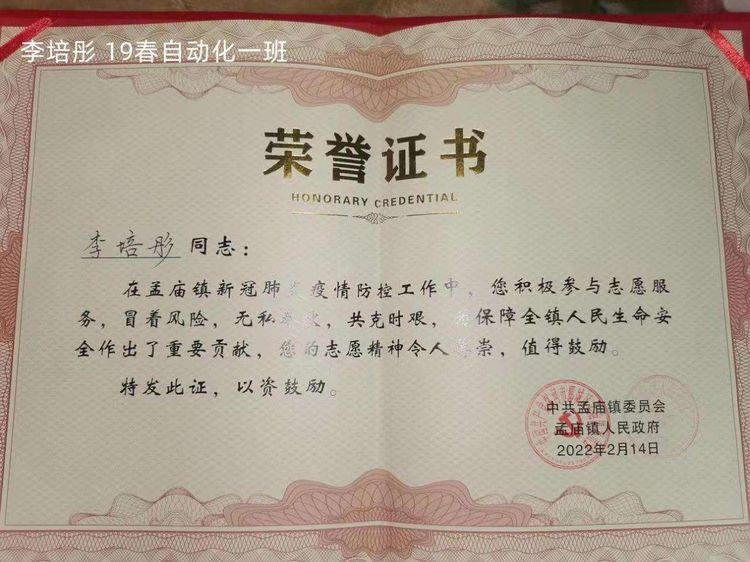 李培彤 19春自动化一班
荣誉证书
HONORARY CREDENTIAL
李培彤同志：
在孟庙镇新冠肺炎疫情防控工作中，您积极参与志愿服
务，冒着风险，无私，共克时艰，保障全镇人民生命安
全作出了重要贡献，您的志愿精神令人崇，值得鼓励。
特发此证，以资鼓励。
中共孟庙镇委员会
孟庙镇人民政府
2022年2月14日